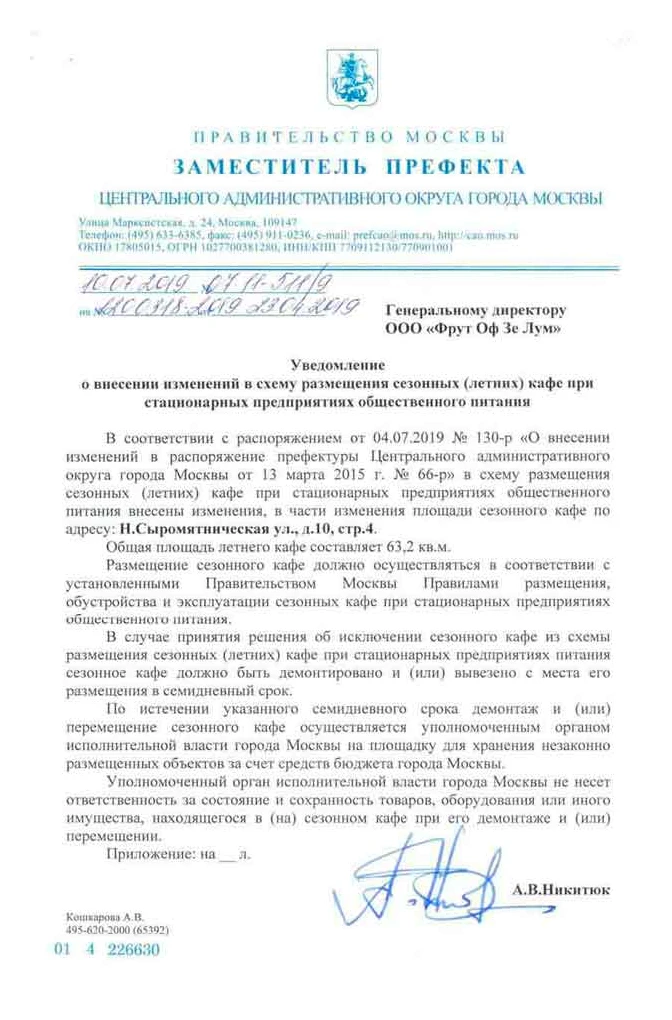 ПРАВИТЕЛЬСТВО МОСКВЫ
ЗАМЕСТИТЕЛЬ ПРЕФЕКТА
ЦЕНТРАЛЬНОГО АДМИНИСТРАТИВНОГО ОКРУГА ГОРОДА МОСКВЫ
Улица Марксистская, д. 24, Москва, 109147
Телефон: (495) 633-6385, факс: (495) 911-0236, e-mail: prefcao@mos.ru, http://cao.mos.ru
ОКПО 17805015, ОГРН 1027700381280, ИНН/КПП 7709112130/770901001
10.07.2019 07-11-511/9
на № 2200318-2019 23.04.2019
Генеральному директору
ООО «Фрут Оф Зе Лум»
Уведомление
о внесении изменений в схему размещения сезонных (летних) кафе при
стационарных предприятиях общественного питания
В соответствии с распоряжением от 04.07.2019 № 130-р «О внесении
изменений в распоряжение префектуры Центрального административного
округа города Москвы от 13 марта 2015 г. № 66-р» в схему размещения
сезонных (летних) кафе при стационарных предприятиях общественного
питания внесены изменения, в части изменения площади сезонного кафе по
адресу: Н.Сыромятническая ул., д.10, стр.4.
Общая площадь летнего кафе составляет 63,2 кв.м.
Размещение сезонного кафе должно осуществляться в соответствии с
установленными Правительством Москвы Правилами размещения,
обустройства и эксплуатации сезонных кафе при стационарных предприятиях
общественного питания.
В случае принятия решения об исключении сезонного кафе из схемы
размещения сезонных (летних) кафе при стационарных предприятиях питания
сезонное кафе должно быть демонтировано и (или) вывезено с места его
размещения в семидневный срок.
По истечении указанного семидневного срока демонтаж и (или)
перемещение сезонного кафе осуществляется уполномоченным органом
исполнительной власти города Москвы на площадку для хранения незаконно
размещенных объектов за счет средств бюджета города Москвы.
Уполномоченный орган исполнительной власти города Москвы не несет
ответственность за состояние и сохранность товаров, оборудования или иного
имущества, находящегося в (на) сезонном кафе при его демонтаже и (или)
перемещении.
Приложение: на __ л.
А.В.Никитюк
Кошкарова А.В.
495-620-2000 (65392)
01 4 226630